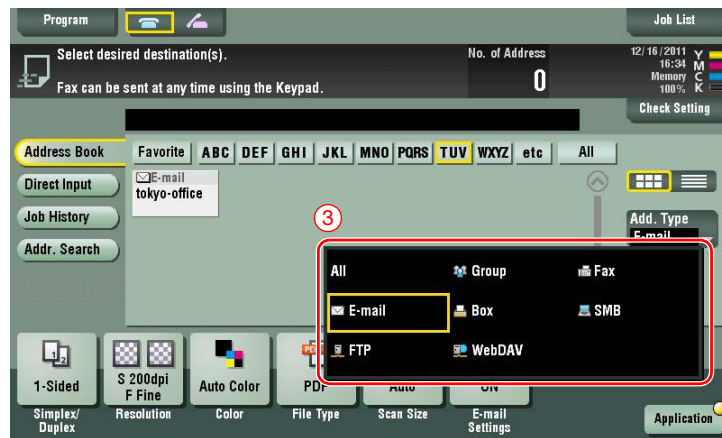 Program
Job List
Select desired destination(s).
No. of Address
12/16/2011
16:34
Memory
100%
Y
M
C
K
Fax can be sent at any time using the Keypad.
0
Check Setting
Address Book
Favorite ABC DEF GHI JKL MNO PQRS TUV WXYZ etc All
Direct Input
E-mail
tokyo-office
Job History
Add. Type
E-mail
Addr. Search
3
All Group Fax
E-mail Box SMB
FTP WebDAV
1 2
1-Sided
S 200dpi
F Fine
Auto Color
PDF
Auto
ON
Simplex/
Duplex
Resolution
Color
File Type
Scan Size
E-mail
Settings
Application